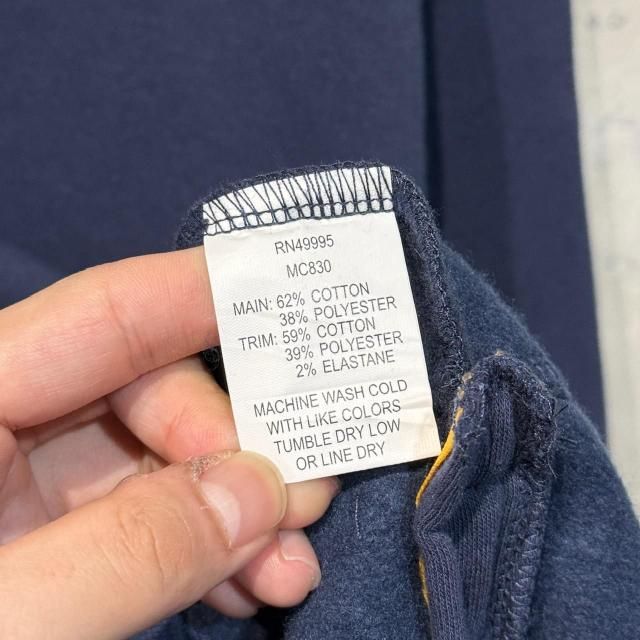 RN49995
MC830
MAIN: 62% COTTON
38% POLYESTER
TRIM: 59% COTTON
39% POLYESTER
2% ELASTANE
MACHINE WASH COLD
WITH LIKE COLORS
TUMBLE DRY LOW
OR LINE DRY